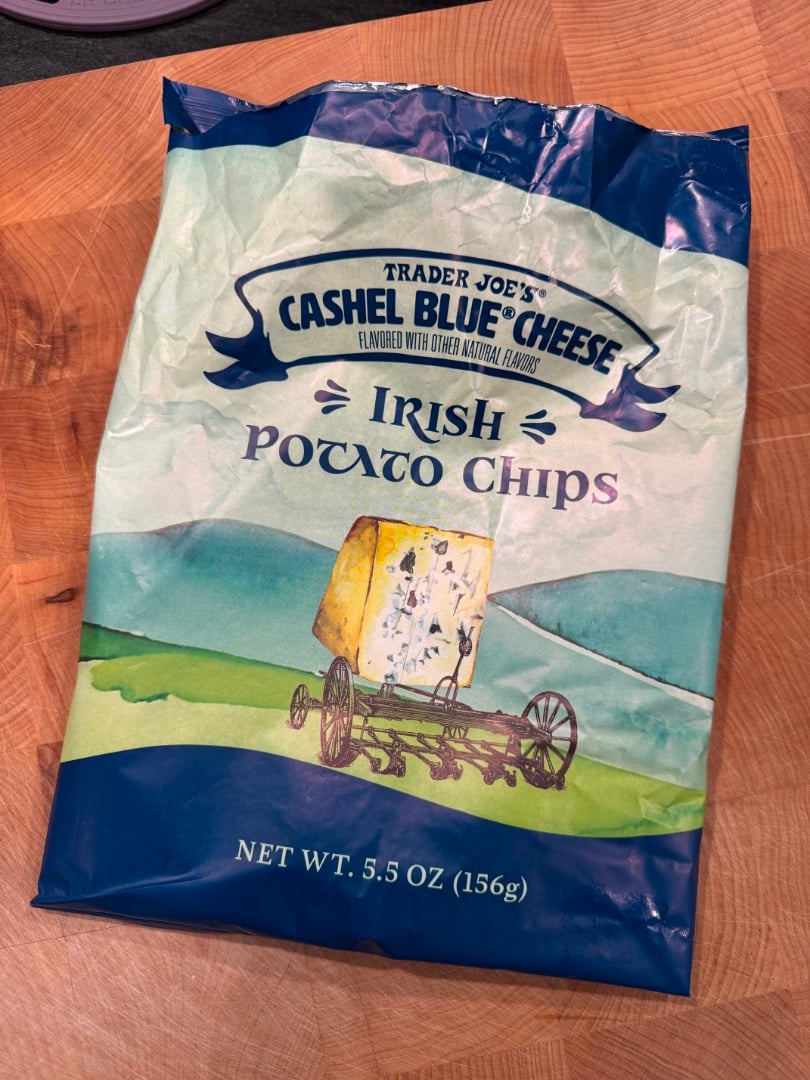 TRADER JOE'S®
CASHEL BLUE® CHEESE
FLAVORED WITH OTHER NATURAL FLAVORS
IRISH
POTATO CHIPS
NET WT. 5.5 OZ (156g)